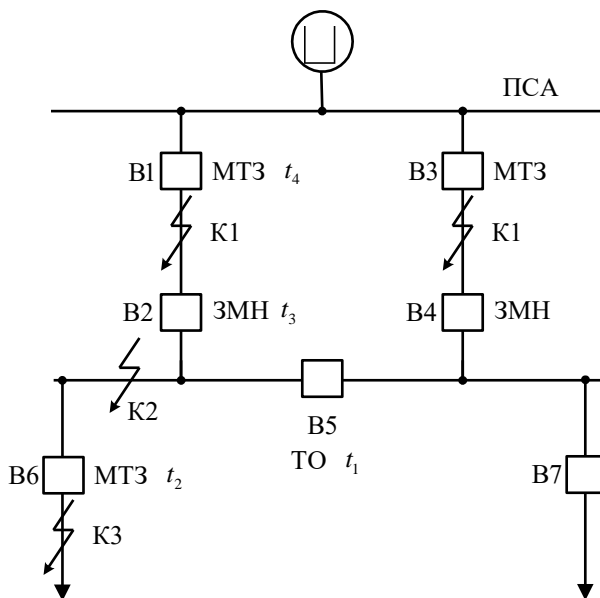 ПСА
В1 МТЗ t4
В3 МТЗ
К1
К1
В2 ЗМН t3
В4 ЗМН
К2
В5
ТО t1
В6 МТЗ t2
В7
К3